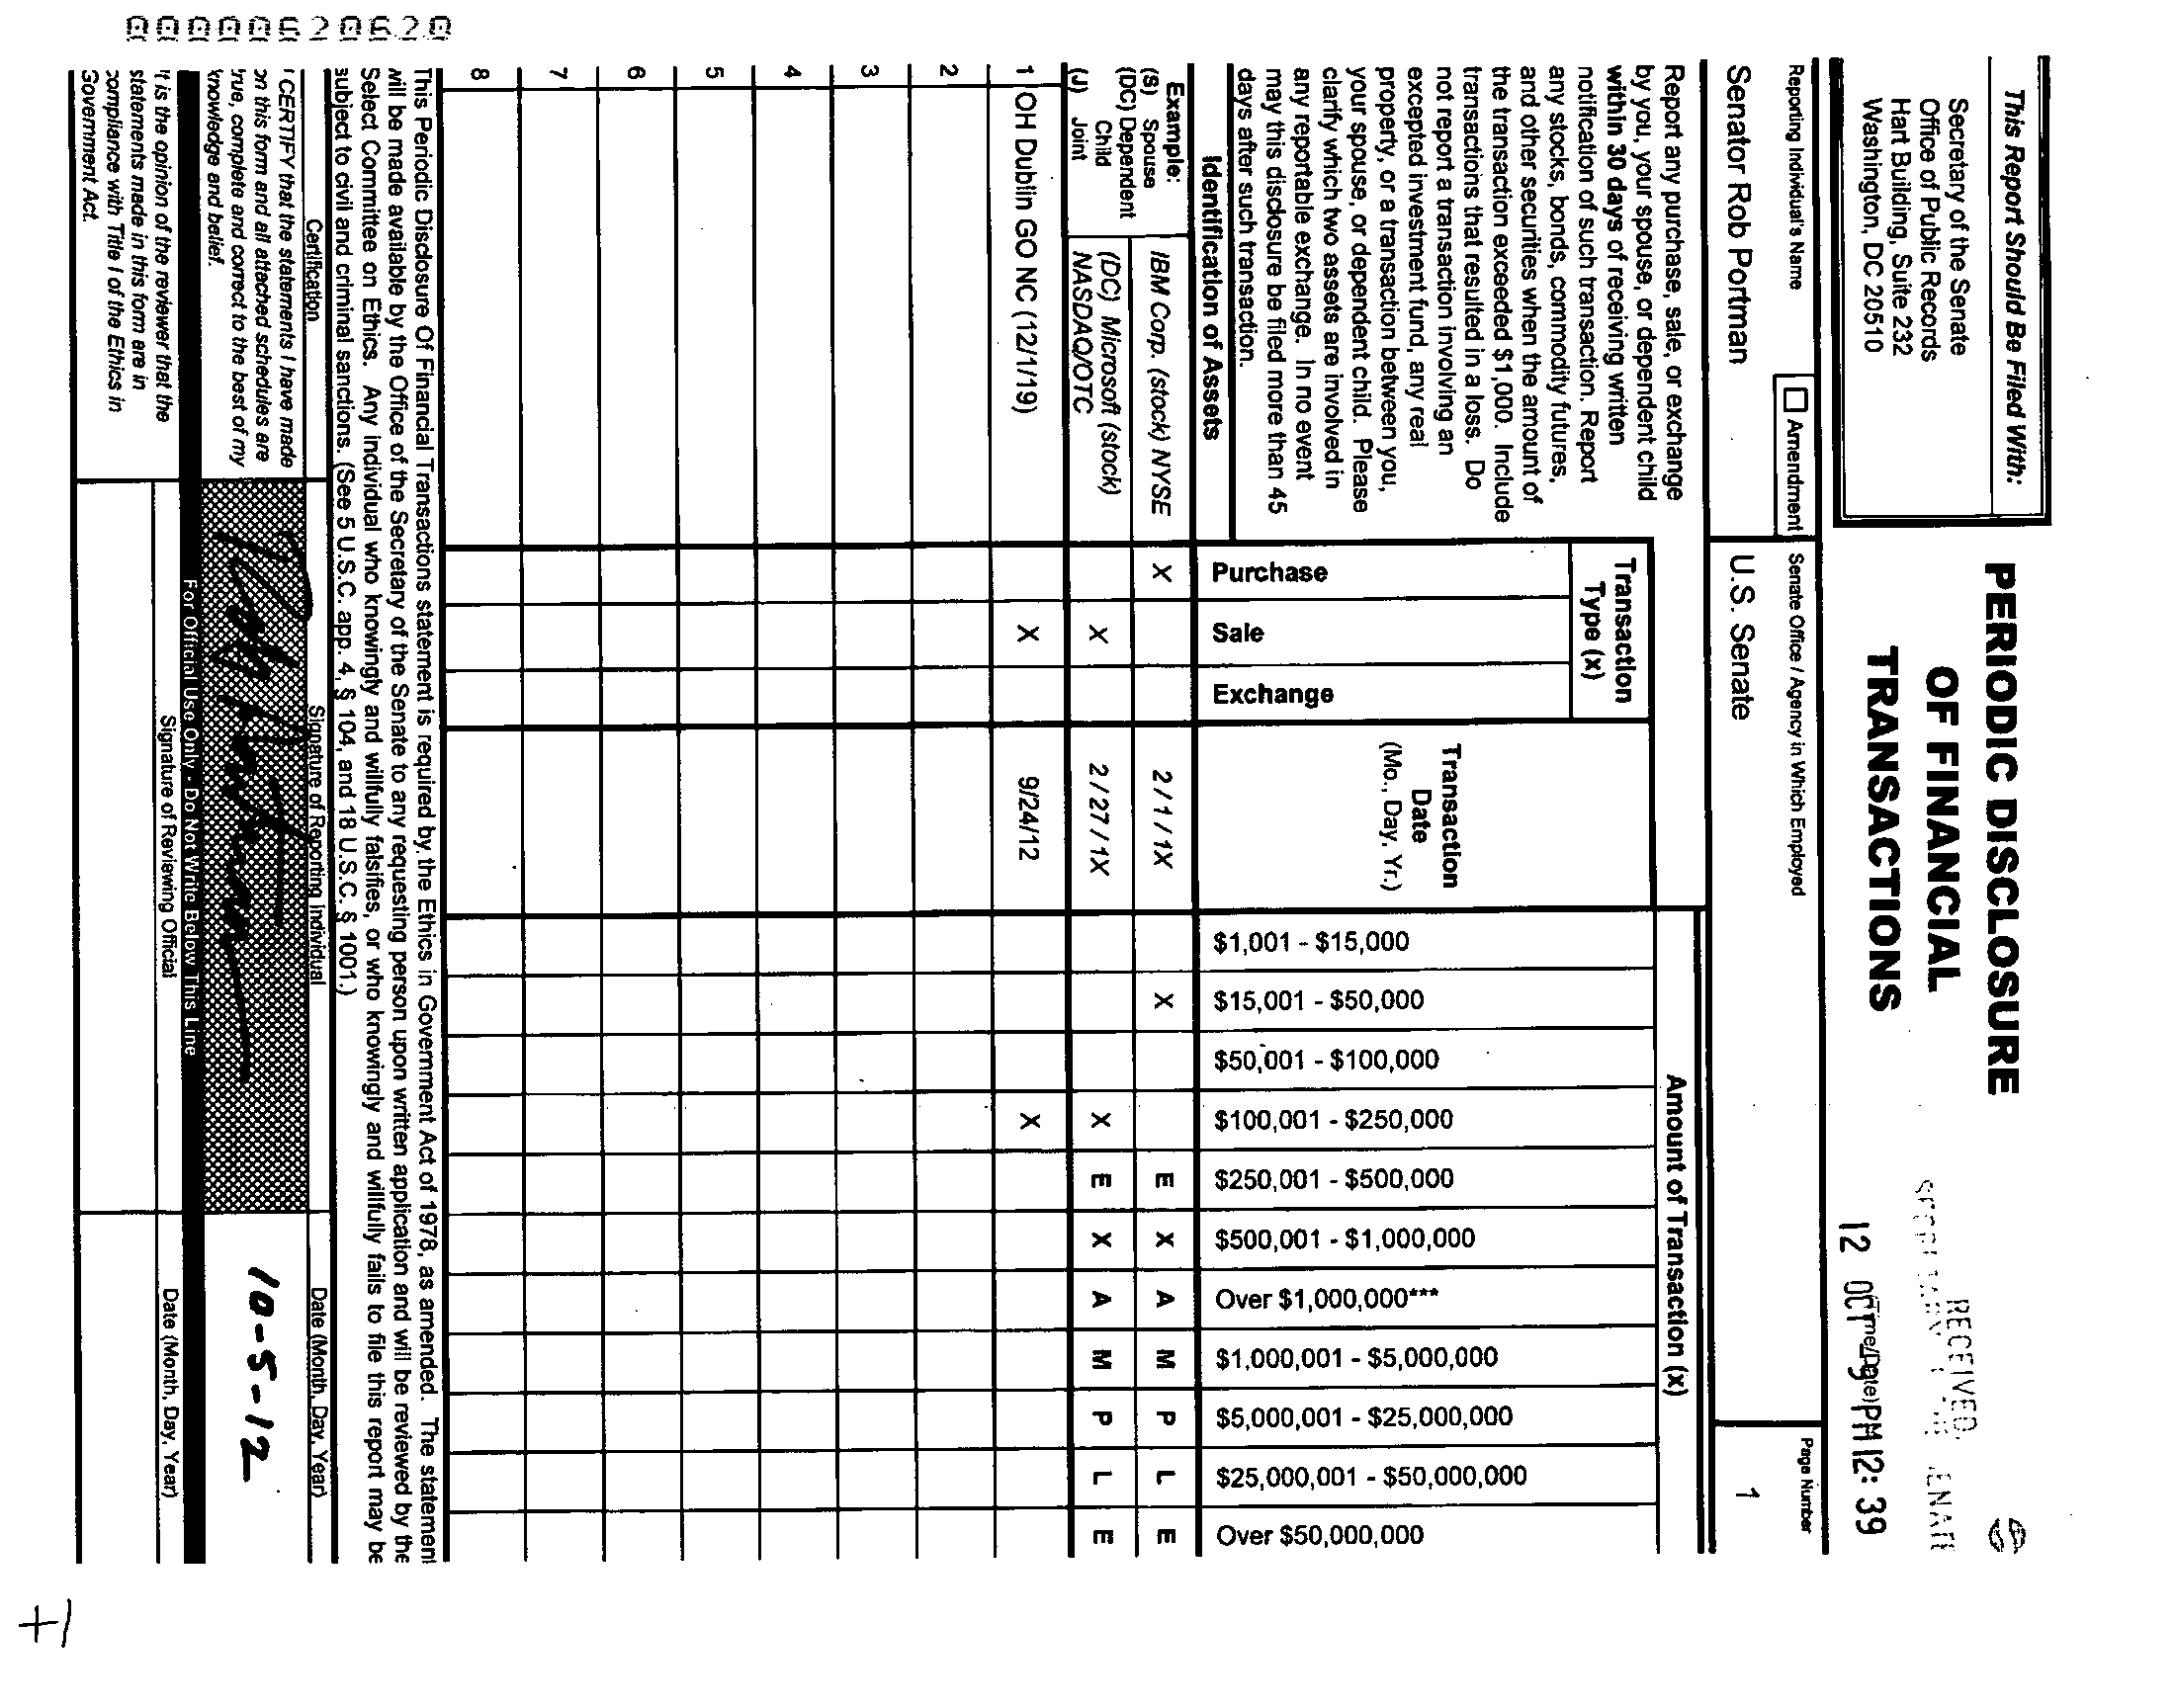 This Report Should Be Filed With:
Secretary of the Senate
Office of Public Records
Hart Building, Suite 232
Washington, DC 20510
PERIODIC DISCLOSURE
OF FINANCIAL
TRANSACTIONS
RECEIVED
12 OCT -9 PM 12: 39
(Time/Date)
Reporting Individual's Name
Amendment
Senate Office / Agency in Which Employed
Page Number
Senator Rob Portman
U.S. Senate
1
Report any purchase, sale, or exchange
by you, your spouse, or dependent child
within 30 days of receiving written
notification of such transaction. Report
any stocks, bonds, commodity futures,
and other securities when the amount of
the transaction exceeded $1,000. Include
transactions that resulted in a loss. Do
not report a transaction involving an
excepted investment fund, any real
property, or a transaction between you,
your spouse, or dependent child. Please
clarify which two assets are involved in
any reportable exchange. In no event
may this disclosure be filed more than 45
days after such transaction.
Identification of Assets
Transaction
Type (x)
Purchase
Sale
Exchange
Transaction
Date
(Mo., Day, Yr.)
Amount of Transaction (x)
$1,001 - $15,000
$15,001 - $50,000
$50,001 - $100,000
$100,001 - $250,000
$250,001 - $500,000
$500,001 - $1,000,000
Over $1,000,000***
$1,000,001 - $5,000,000
$5,000,001 - $25,000,000
$25,000,001 - $50,000,000
Over $50,000,000
Example:
(S) Spouse
(DC) Dependent
Child
(J) Joint
IBM Corp. (stock) NYSE X 2 / 1 / 1X X E X A M P L E
(DC) Microsoft (stock)
NASDAQ/OTC X 2 / 27 / 1X X E X A M P L E
1 OH Dublin GO NC (12/1/19) X 9/24/12 X
2
3
4
5
6
7
8
This Periodic Disclosure Of Financial Transactions statement is required by the Ethics in Government Act of 1978, as amended. The statement
will be made available by the Office of the Secretary of the Senate to any requesting person upon written application and will be reviewed by the
Select Committee on Ethics. Any individual who knowingly and willfully falsifies, or who knowingly and willfully fails to file this report may be
subject to civil and criminal sanctions. (See 5 U.S.C. app. 4, § 104, and 18 U.S.C. § 1001.)
Certification
Signature of Reporting Individual
Date (Month, Day, Year)
I CERTIFY that the statements I have made
on this form and all attached schedules are
true, complete and correct to the best of my
knowledge and belief.
10-5-12
For Official Use Only - Do Not Write Below This Line
It is the opinion of the reviewer that the
statements made in this form are in
compliance with Title I of the Ethics in
Government Act.
Signature of Reviewing Official
Date (Month, Day, Year)